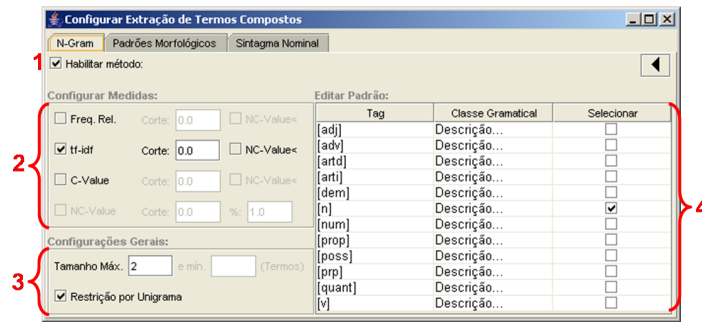 Configurar Extração de Termos Compostos
N-Gram Padrões Morfológicos Sintagma Nominal
1 Habilitar método:
Configurar Medidas: Editar Padrão:
Tag Classe Gramatical Selecionar
Freq. Rel. Corte: 0.0 NC-Value<
tf-idf Corte: 0.0 NC-Value<
C-Value Corte: 0.0 NC-Value<
NC-Value Corte: 0.0 %: 1.0
2
[adj] Descrição...
[adv] Descrição...
[artd] Descrição...
[arti] Descrição...
[dem] Descrição...
[n] Descrição...
[num] Descrição...
[prop] Descrição...
[poss] Descrição...
[prp] Descrição...
[quant] Descrição...
[v] Descrição...
4
Configurações Gerais:
Tamanho Máx. 2 e min. (Termos)
3
Restrição por Unigrama